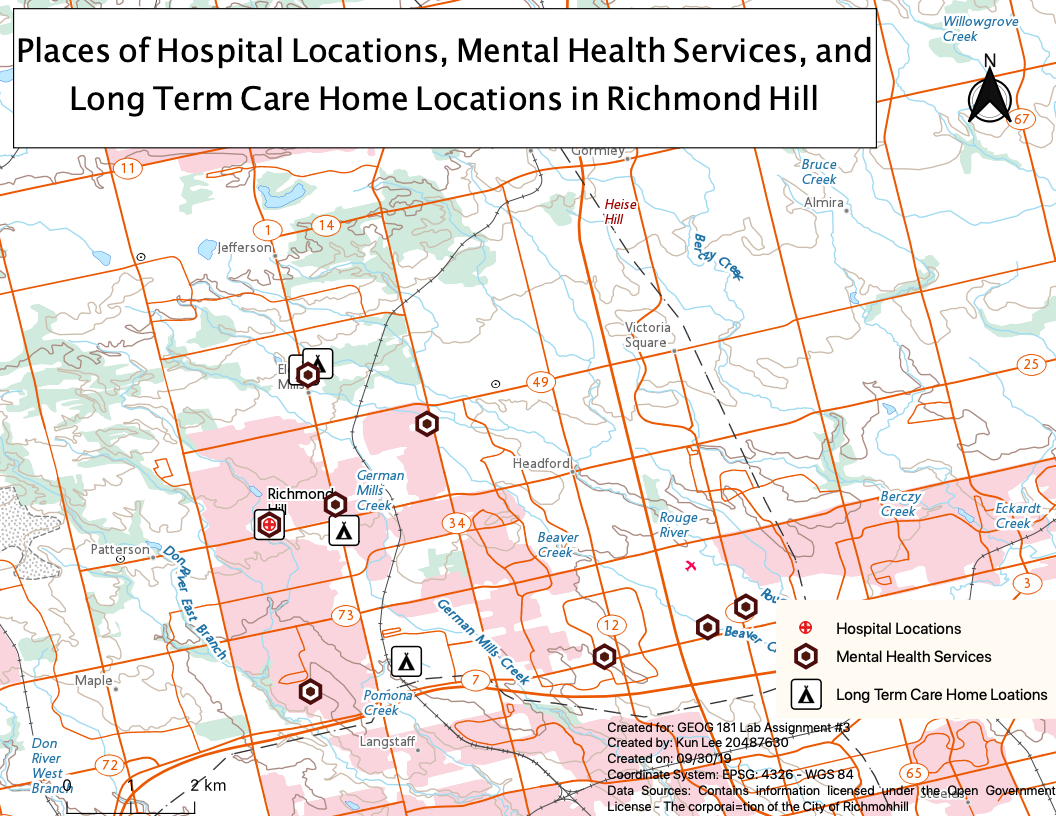 Places of Hospital Locations, Mental Health Services, and
Long Term Care Home Locations in Richmond Hill
Willowgrove
Creek
N
67
Gormley
11
Bruce
Creek
Almira
Heise
Hill
1
14
Jefferson
Berczy Creek
Victoria
Square
25
49
Mills
Headford
German
Mills
Creek
Richmond
Hill
34
Berczy
Creek
Eckardt
Creek
Rouge
River
Beaver
Creek
Patterson
Don River East Branch
3
73
German Mills Creek
12
Beaver
Hospital Locations
Mental Health Services
Long Term Care Home Loations
Maple
7
Pomona
Creek
Langstaff
Don
River
West
Branch
72
65
Steeles
0 1 2 km
Created for: GEOG 181 Lab Assignment #3
Created by: Kun Lee 20487630
Created on: 09/30/19
Coordinate System: EPSG: 4326 - WGS 84
Data Sources: Contains information licensed under the Open Government
License - The corporai=tion of the City of Richmonhill